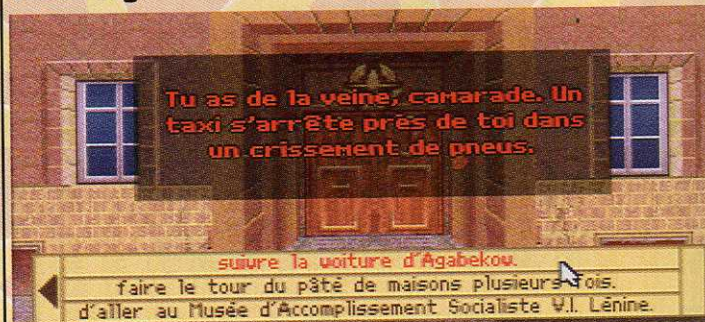 Tu as de la veine, camarade. Un
taxi s'arrête près de toi dans
un crissement de pneus.
suivre la voiture d'Agabekow.
faire le tour du pâté de maisons plusieurs fois.
d'aller au Musée d'Accomplissement Socialiste V.I. Lénine.